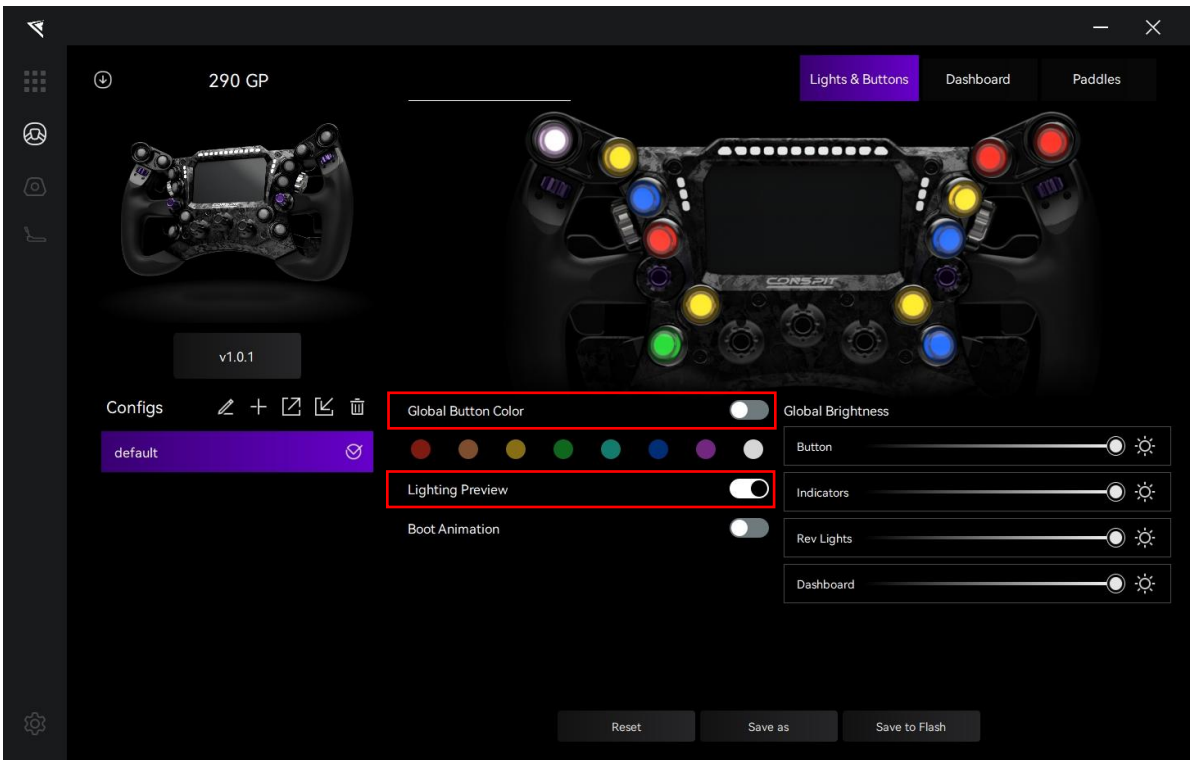 290 GP
Lights & Buttons
Dashboard
Paddles
CORSPIT
v1.0.1
Configs
default
Global Button Color
Lighting Preview
Boot Animation
Global Brightness
Button
Indicators
Rev Lights
Dashboard
Reset
Save as
Save to Flash